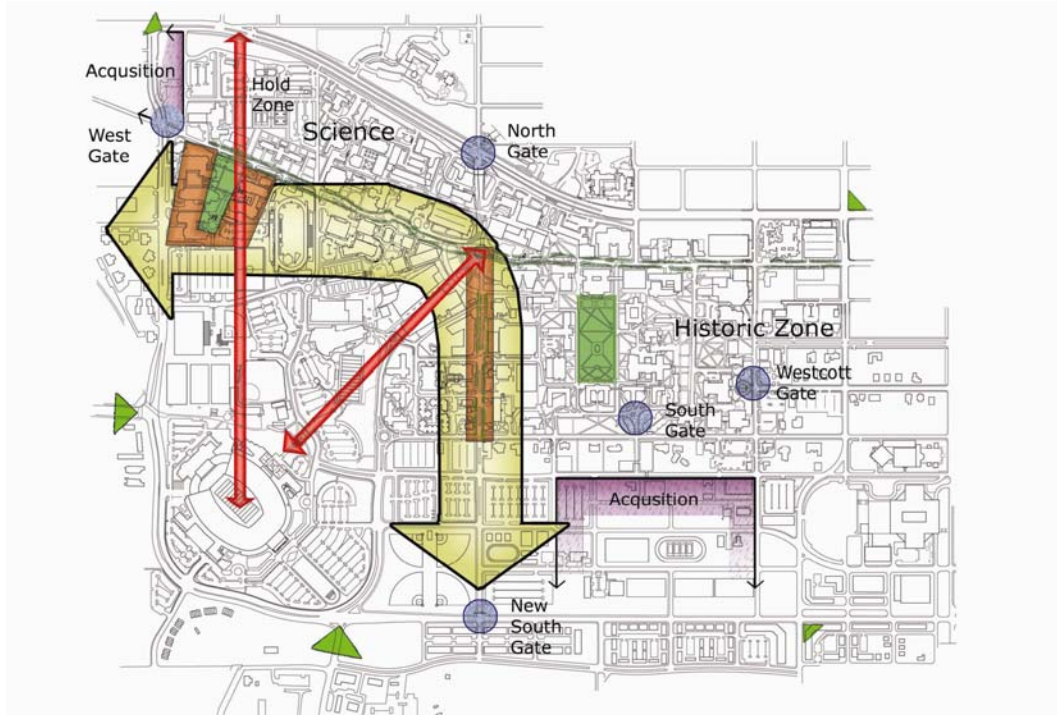 Acqusition
Hold
Zone
Science
West
Gate
North
Gate
Historic Zone
Westcott
Gate
South
Gate
Acqusition
New
South
Gate